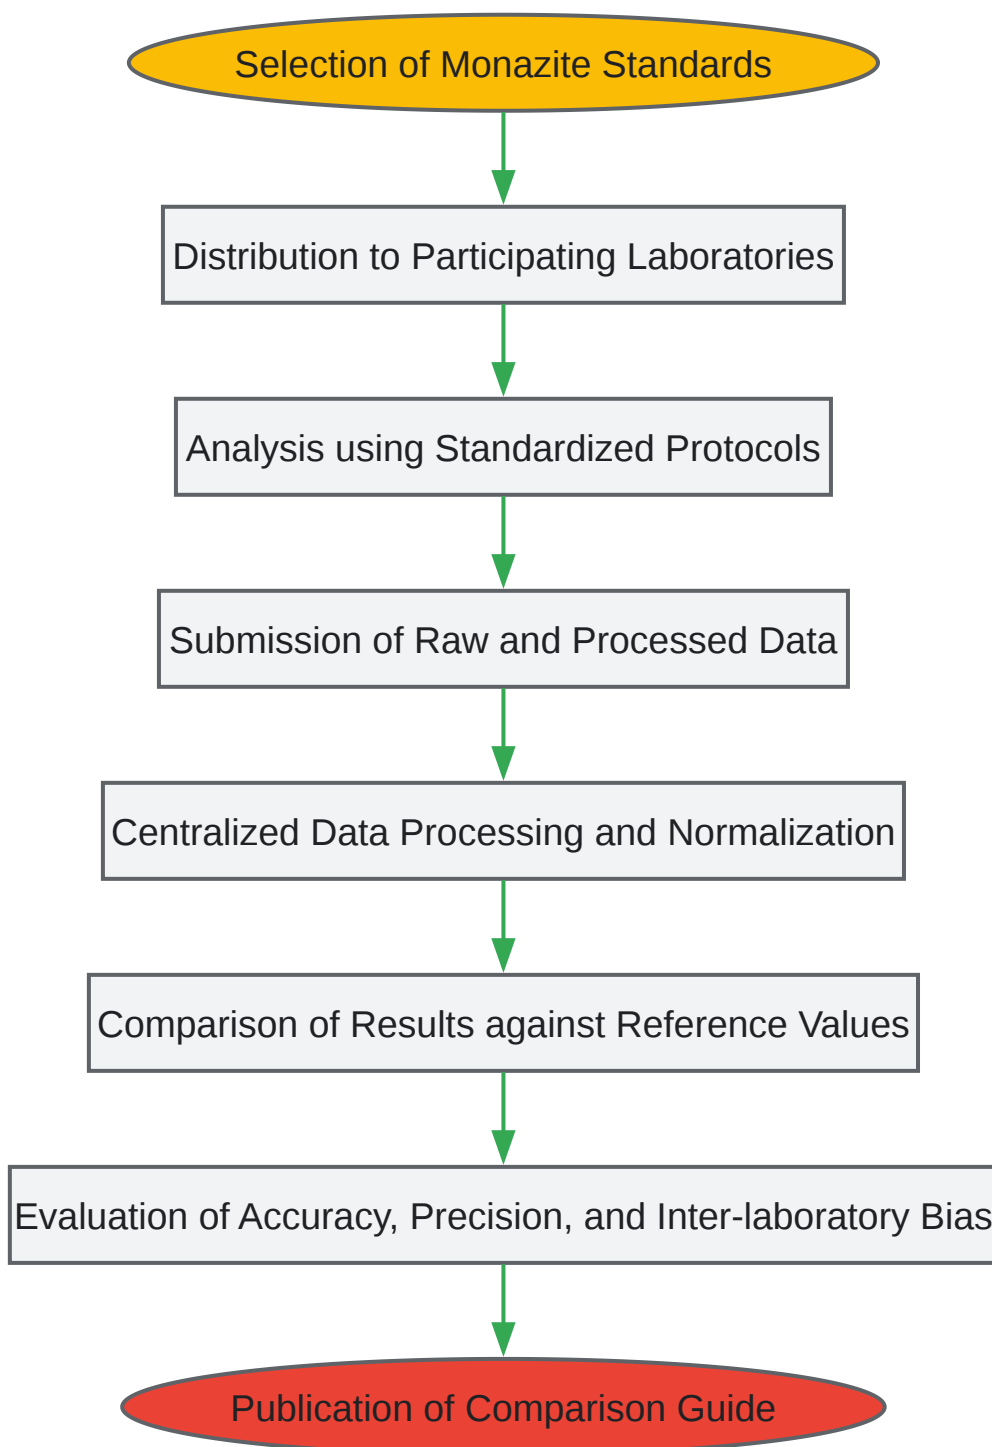 Selection of Monazite Standards
Distribution to Participating Laboratories
Analysis using Standardized Protocols
Submission of Raw and Processed Data
Centralized Data Processing and Normalization
Comparison of Results against Reference Values
Evaluation of Accuracy, Precision, and Inter-laboratory Bias
Publication of Comparison Guide